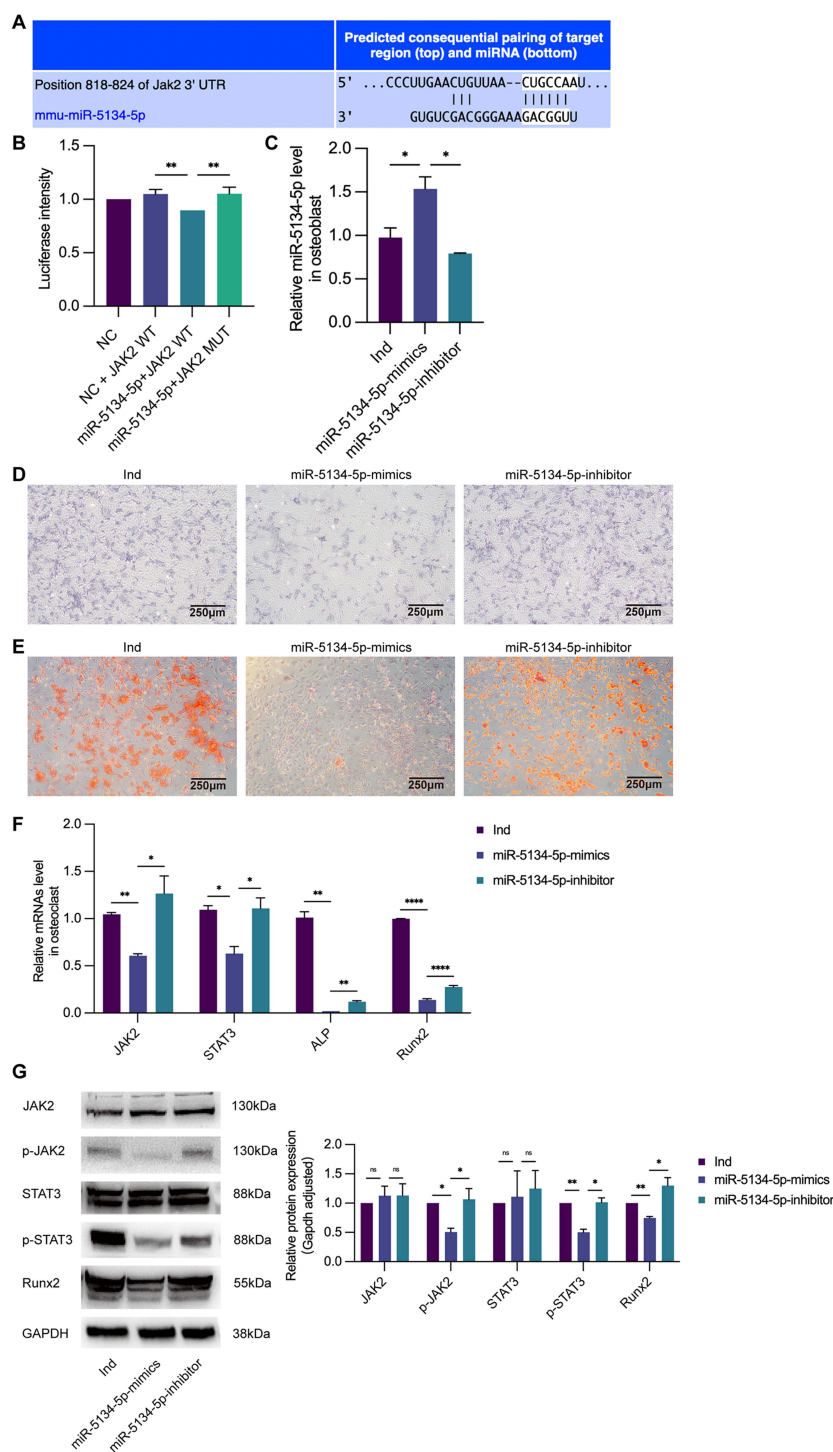 A
Predicted consequential pairing of target
region (top) and miRNA (bottom)
Position 818-824 of Jak2 3' UTR
5' ...CCCUUGAACUGUUAA--CUGCCAAU...
mmu-miR-5134-5p
3' GUGUCGACGGGAAAGACGGUU
B
Luciferase intensity
1.5
1.0
0.5
0.0
** **
NC
NC + JAK2 WT
miR-5134-5p+JAK2 WT
miR-5134-5p+JAK2 MUT
C
Relative miR-5134-5p level
in osteoblast
2.0
1.5
1.0
0.5
0.0
* *
Ind
miR-5134-5p-mimics
miR-5134-5p-inhibitor
D
Ind
miR-5134-5p-mimics
miR-5134-5p-inhibitor
250μm
250μm
250μm
E
Ind
miR-5134-5p-mimics
miR-5134-5p-inhibitor
250μm
250μm
250μm
F
Relative mRNAs level
in osteoclast
2.0
1.5
1.0
0.5
0.0
** *
* *
** **
**** ****
JAK2
STAT3
ALP
Runx2
Ind
miR-5134-5p-mimics
miR-5134-5p-inhibitor
G
JAK2 130kDa
p-JAK2 130kDa
STAT3 88kDa
p-STAT3 88kDa
Runx2 55kDa
GAPDH 38kDa
Ind
miR-5134-5p-mimics
miR-5134-5p-inhibitor
Relative protein expression
(Gapdh adjusted)
2.0
1.5
1.0
0.5
0.0
ns ns
* *
ns ns
** *
** *
JAK2
p-JAK2
STAT3
p-STAT3
Runx2
Ind
miR-5134-5p-mimics
miR-5134-5p-inhibitor